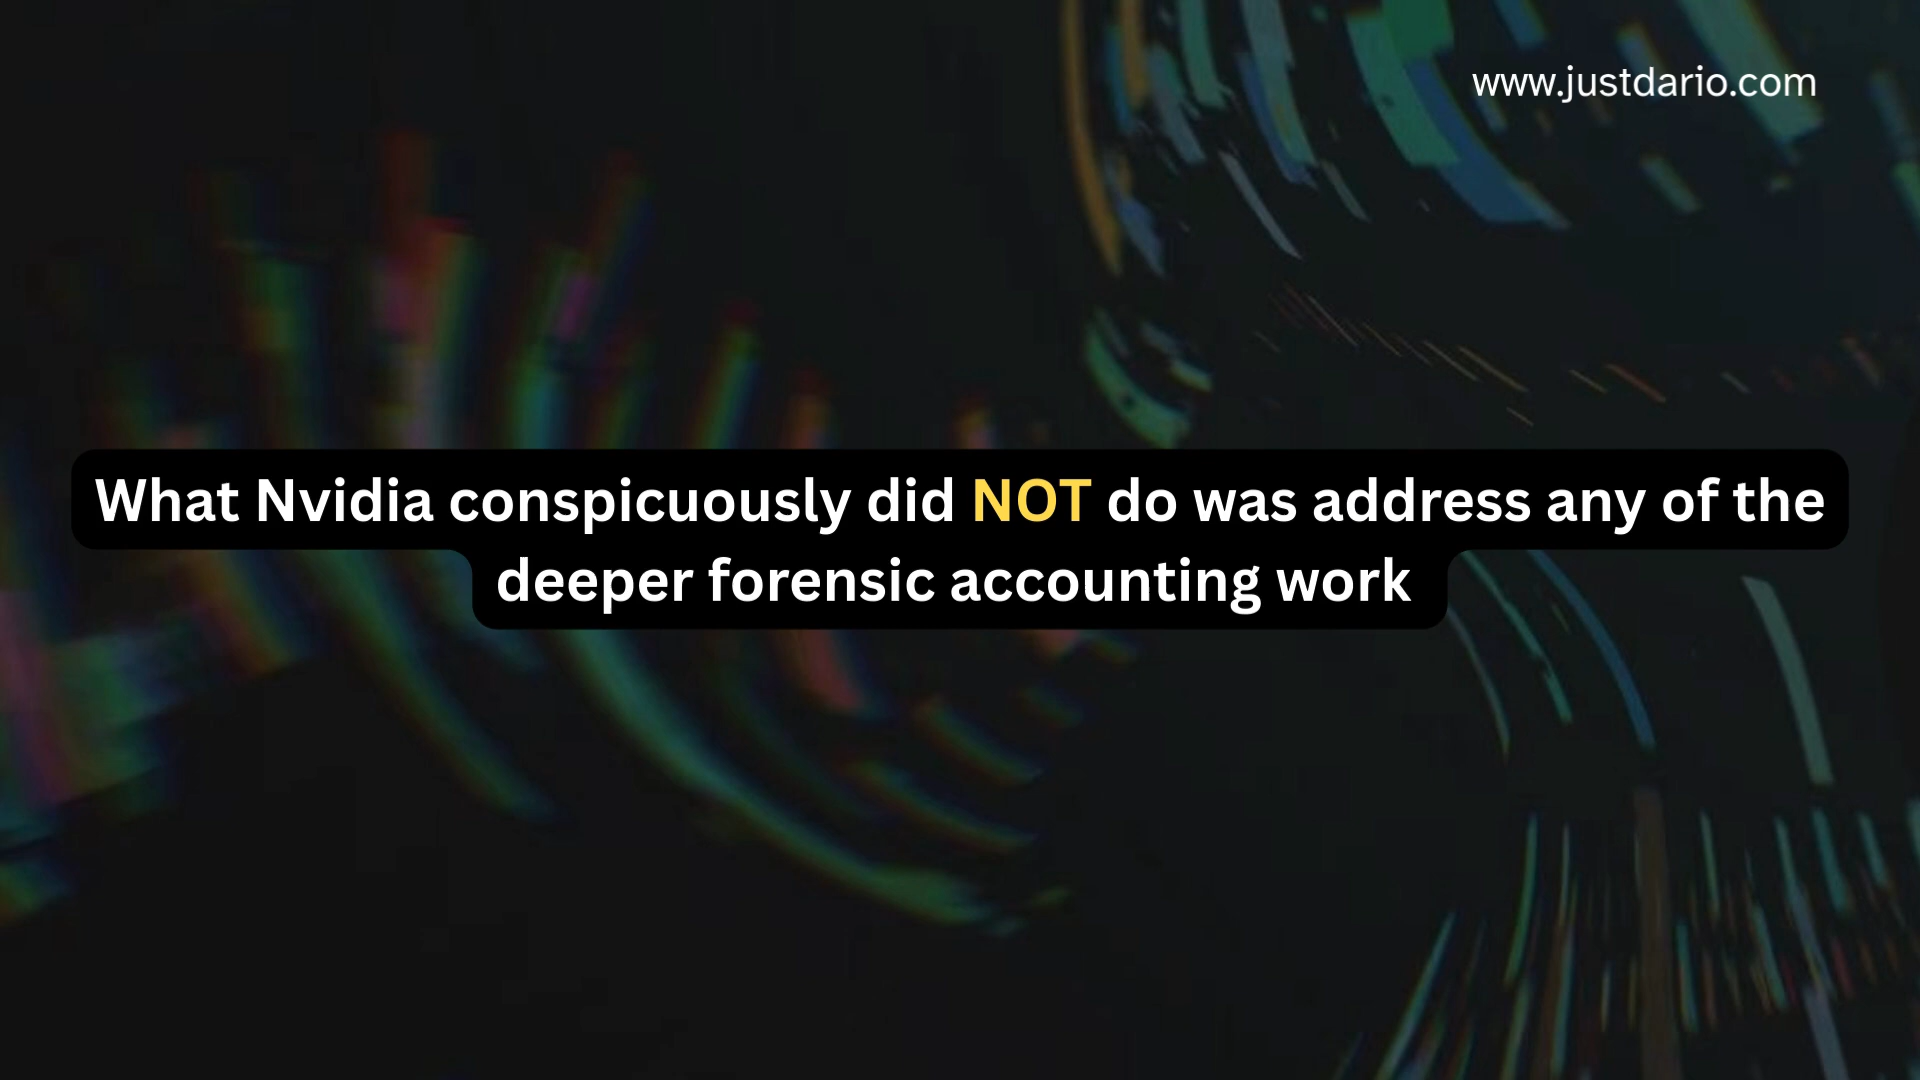 www.justdario.com
What Nvidia conspicuously did NOT do was address any of the
deeper forensic accounting work